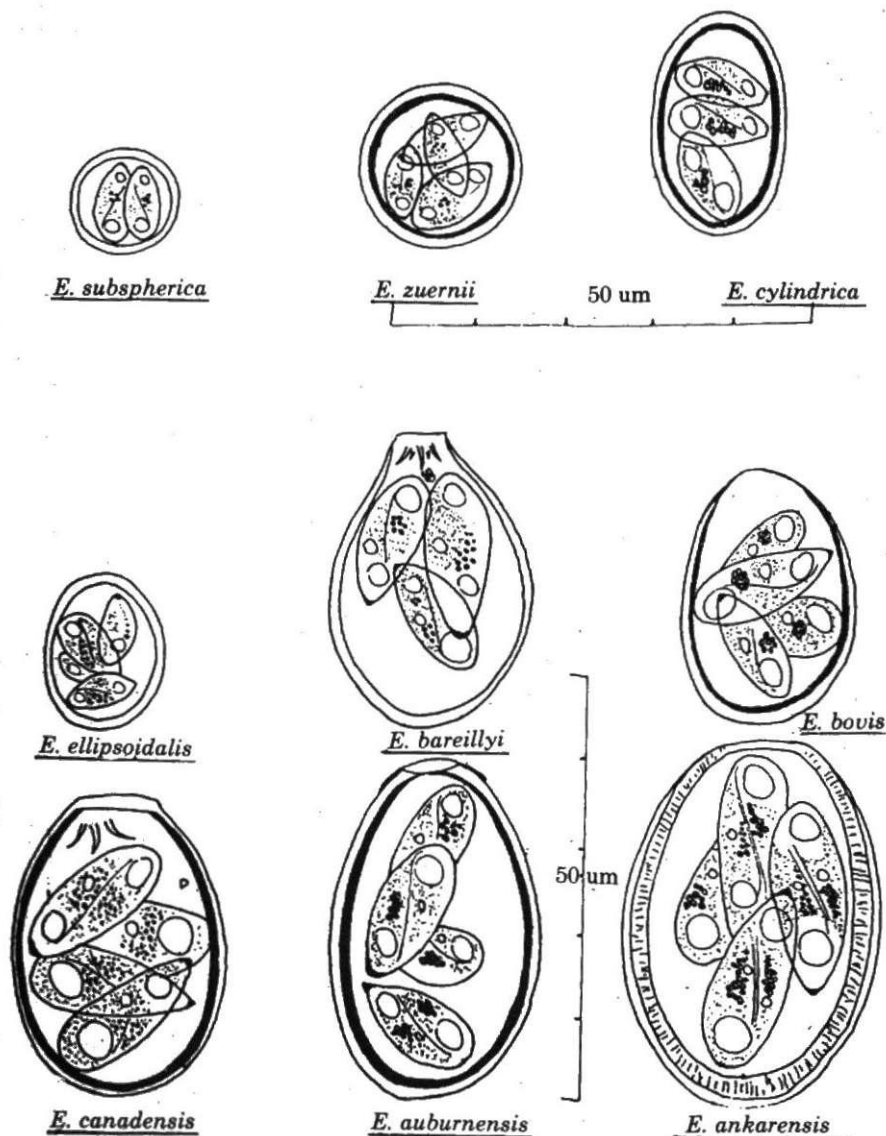 E. subspherica
E. zuernii
50 um
E. cylindrica
E. ellipsoidalis
E. bareillyi
E. bovis
50 um
E. canadensis
E. auburnensis
E. ankarensis